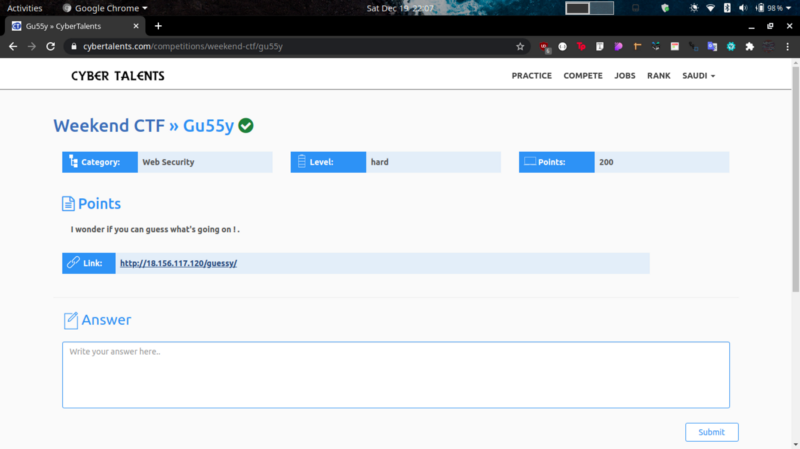 Activities Google Chrome Sat Dec 19 22:07 98 %
Gu55y » CyberTalents
cybertalents.com/competitions/weekend-ctf/gu55y
CYBER TALENTS PRACTICE COMPETE JOBS RANK SAUDI
Weekend CTF » Gu55y
Category: Web Security Level: hard Points: 200
Points
I wonder if you can guess what's going on ! .
Link: http://18.156.117.120/guessy/
Answer
Write your answer here..
Submit